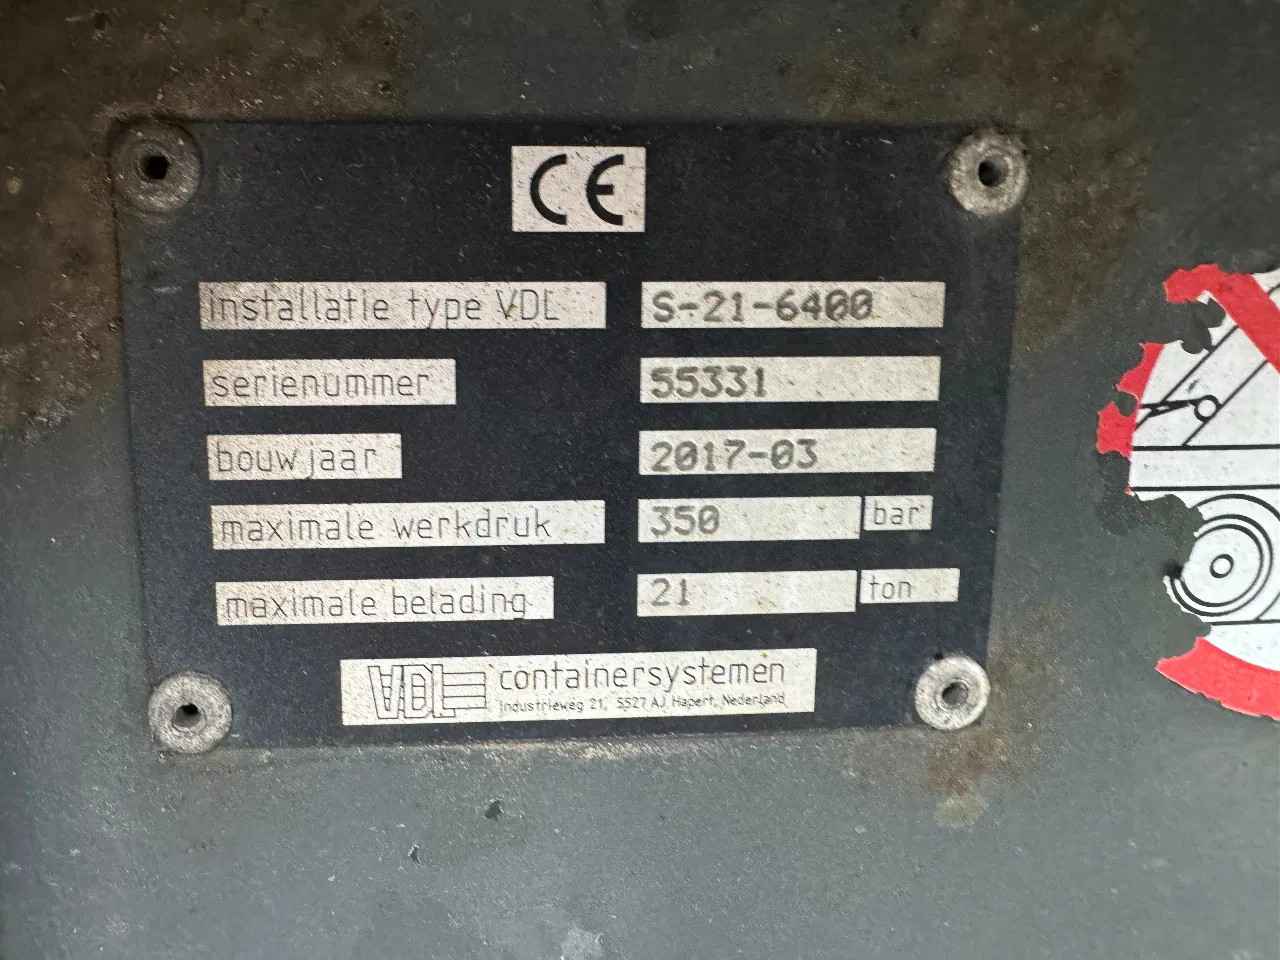 CE
installatie type VDL S-21-6400
serienummer 55331
bouwjaar 2017-03
maximale werkdruk 350 bar
maximale belading 21 ton
VDL containersystemen
Industrieweg 21, 5527 AJ, Hapert, Nederland